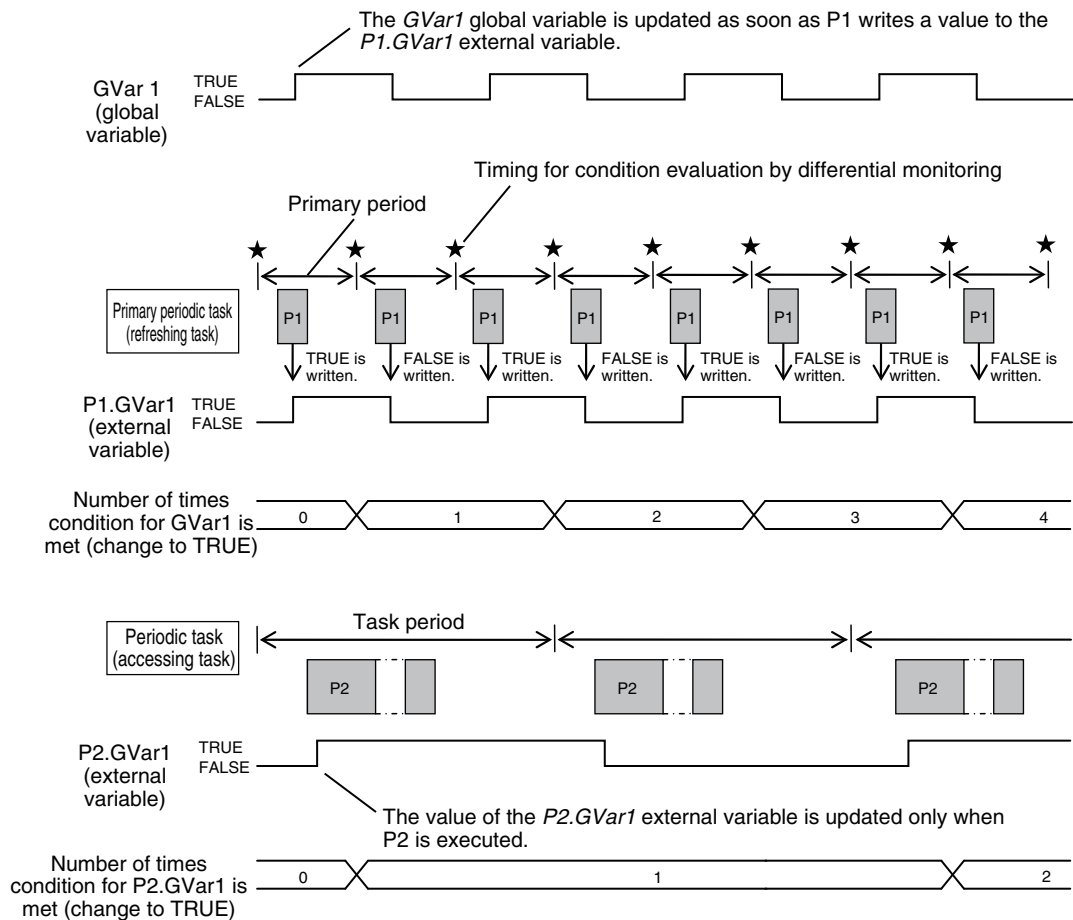 The GVar1 global variable is updated as soon as P1 writes a value to the
P1.GVar1 external variable.
GVar 1
(global
variable)
TRUE
FALSE
Timing for condition evaluation by differential monitoring
Primary period
★ ★ ★ ★ ★ ★ ★ ★ ★
Primary periodic task
(refreshing task)
P1 P1 P1 P1 P1 P1 P1 P1
TRUE is
written.
FALSE is
written.
TRUE is
written.
FALSE is
written.
TRUE is
written.
FALSE is
written.
TRUE is
written.
FALSE is
written.
P1.GVar1
(external
variable)
TRUE
FALSE
Number of times
condition for GVar1 is
met (change to TRUE)
0 1 2 3 4
Periodic task
(accessing task)
Task period
P2 P2 P2
P2.GVar1
(external
variable)
TRUE
FALSE
The value of the P2.GVar1 external variable is updated only when
P2 is executed.
Number of times
condition for P2.GVar1 is
met (change to TRUE)
0 1 2